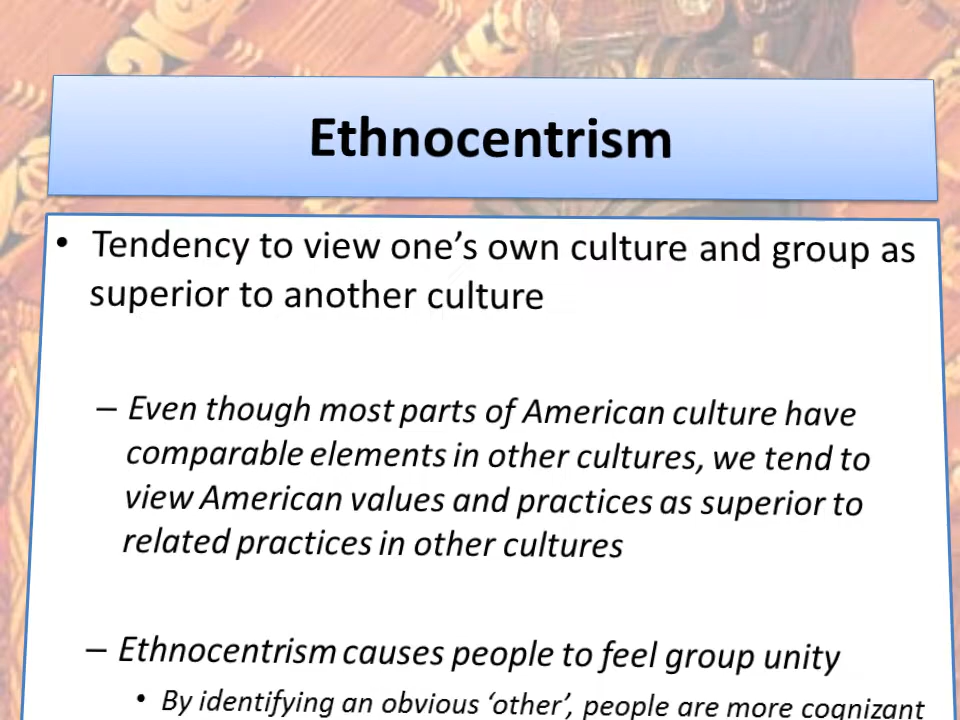 Ethnocentrism
• Tendency to view one’s own culture and group as
superior to another culture
– Even though most parts of American culture have
comparable elements in other cultures, we tend to
view American values and practices as superior to
related practices in other cultures
– Ethnocentrism causes people to feel group unity
• By identifying an obvious ‘other’, people are more cognizant